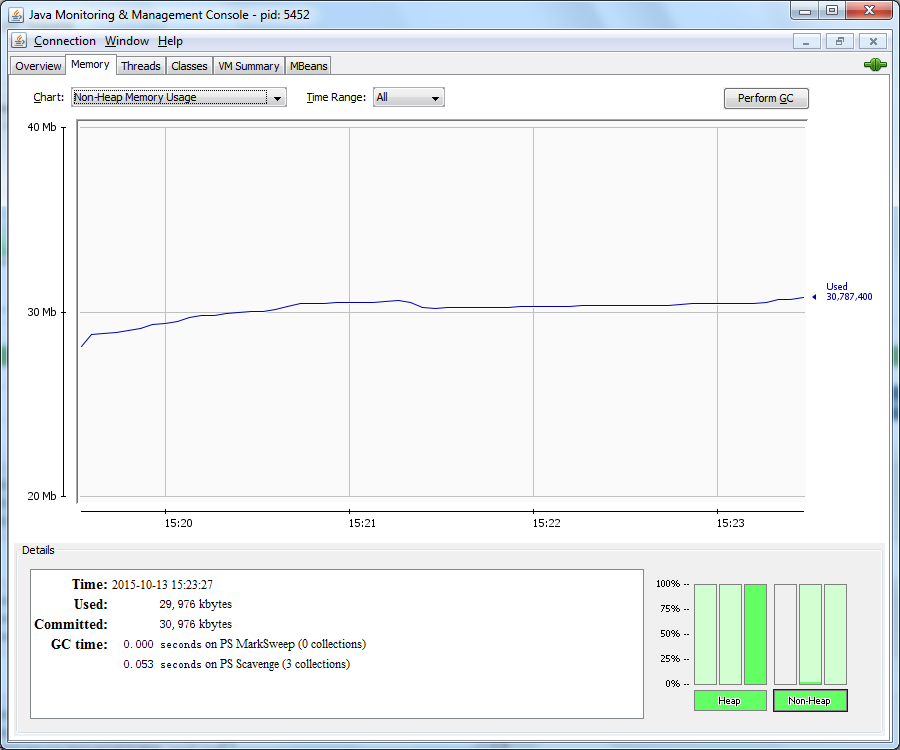 Java Monitoring & Management Console - pid: 5452
Connection Window Help
Overview Memory Threads Classes VM Summary MBeans
Chart: Non-Heap Memory Usage Time Range: All Perform GC
40 Mb
Used
30,787,400
30 Mb
20 Mb
15:20 15:21 15:22 15:23
Details
Time: 2015-10-13 15:23:27
Used: 29, 976 kbytes
Committed: 30, 976 kbytes
GC time: 0. 000 seconds on PS MarkSweep (0 collections)
0. 053 seconds on PS Scavenge (3 collections)
100% --
75% --
50% --
25% --
0% --
Heap Non-Heap